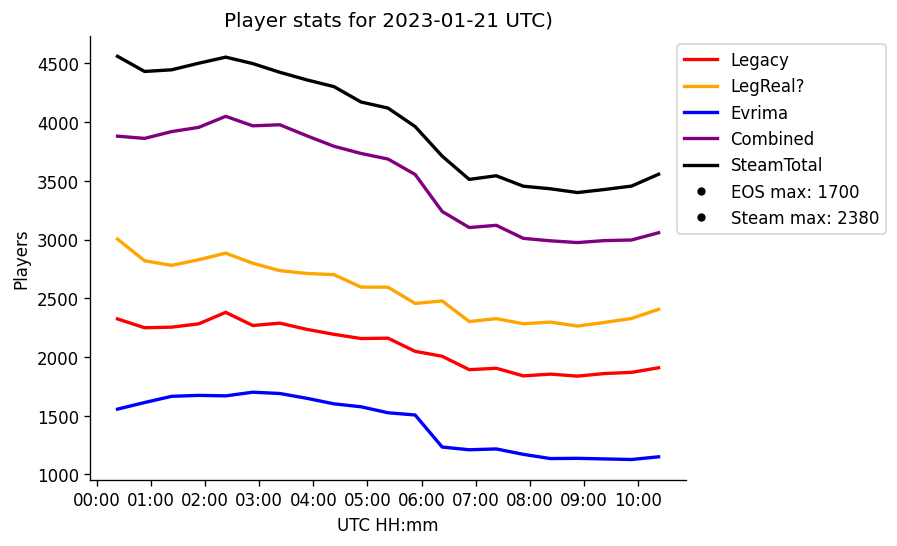 Player stats for 2023-01-21 UTC)
Legacy
LegReal?
Evrima
Combined
SteamTotal
EOS max: 1700
Steam max: 2380
Players
4500
4000
3500
3000
2500
2000
1500
1000
00:00 01:00 02:00 03:00 04:00 05:00 06:00 07:00 08:00 09:00 10:00
UTC HH:mm